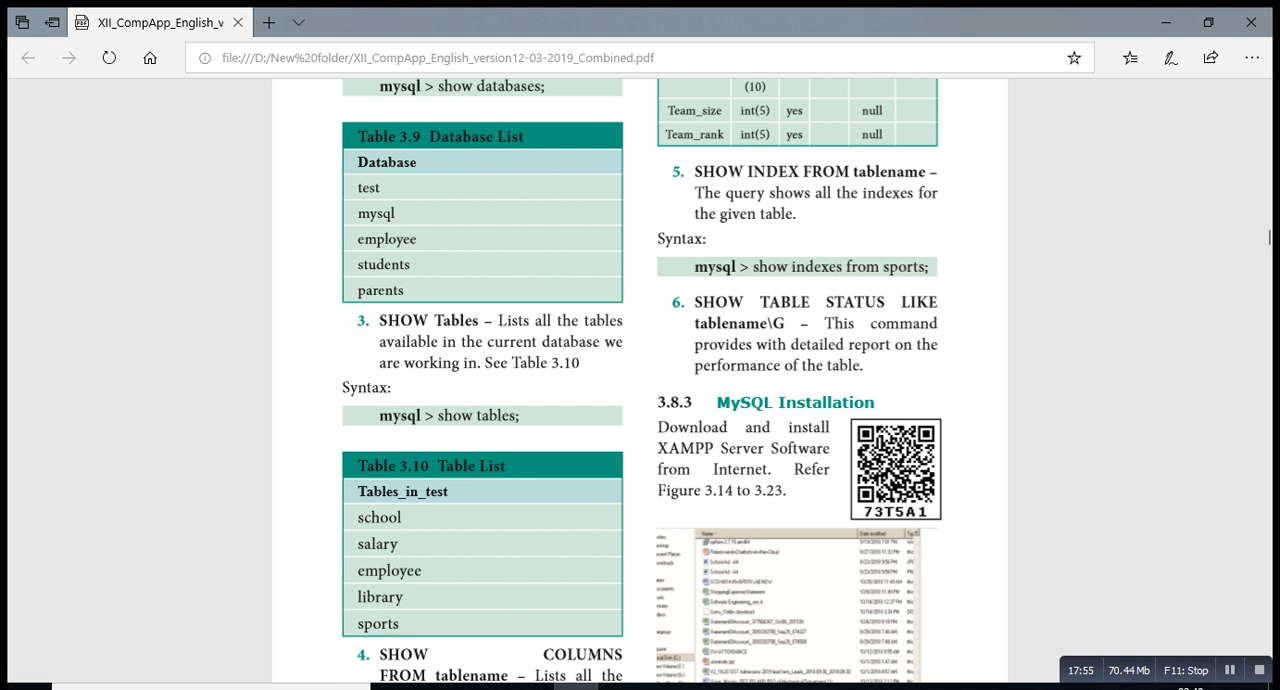 XII_CompApp_English_v
file:///D:/New%20folder/XII_CompApp_English_version12-03-2019_Combined.pdf
mysql > show databases;
Table 3.9 Database List
Database
test
mysql
employee
students
parents
3. SHOW Tables – Lists all the tables
available in the current database we
are working in. See Table 3.10
Syntax:
mysql > show tables;
Table 3.10 Table List
Tables_in_test
school
salary
employee
library
sports
4. SHOW COLUMNS
FROM tablename – Lists all the
(10)
Team_size int(5) yes null
Team_rank int(5) yes null
5. SHOW INDEX FROM tablename –
The query shows all the indexes for
the given table.
Syntax:
mysql > show indexes from sports;
6. SHOW TABLE STATUS LIKE
tablename\G – This command
provides with detailed report on the
performance of the table.
3.8.3 MySQL Installation
Download and install
XAMPP Server Software
from Internet. Refer
Figure 3.14 to 3.23.
73T5A1
Name
Date modified
17:55 70.44 Mb F11: Stop